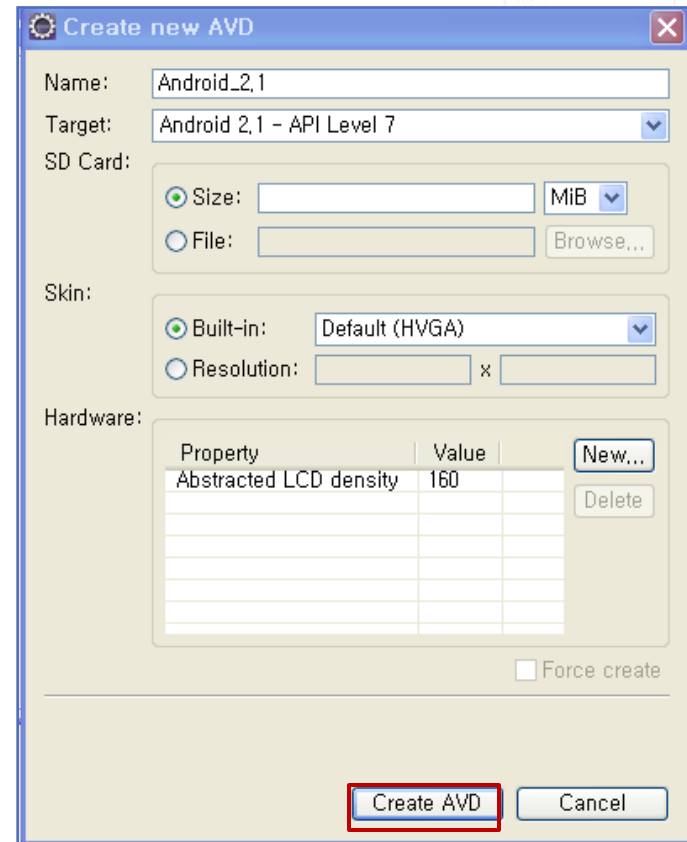 Create new AVD
Name: Android_2,1
Target: Android 2,1 - API Level 7
SD Card:
Size: MiB
File: Browse,,,
Skin:
Built-in: Default (HVGA)
Resolution: x
Hardware:
Property Value New,,,
Abstracted LCD density 160
Delete
Force create
Create AVD Cancel